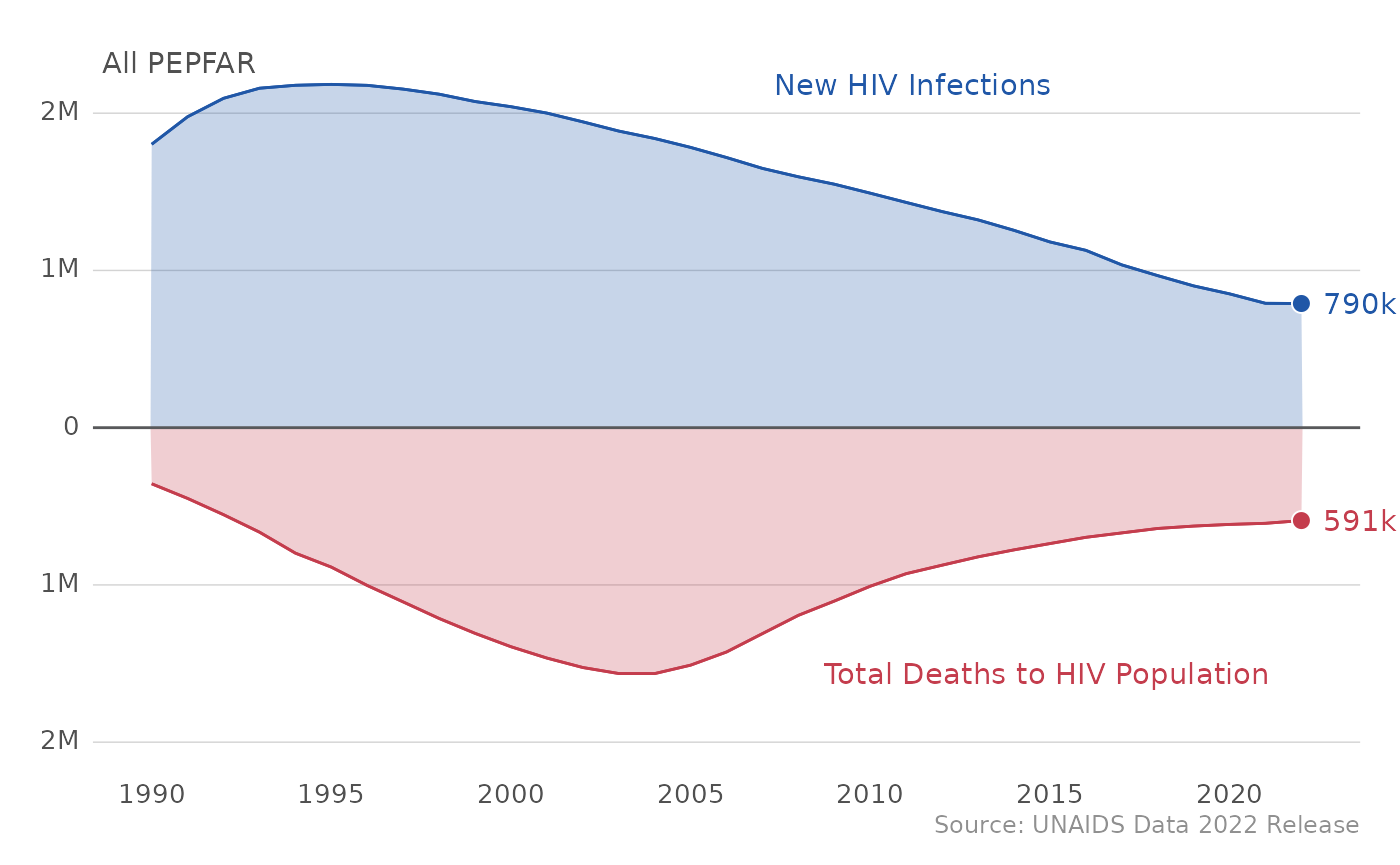 All PEPFAR
New HIV Infections
2M
1M
790k
0
591k
1M
Total Deaths to HIV Population
2M
1990 1995 2000 2005 2010 2015 2020
Source: UNAIDS Data 2022 Release